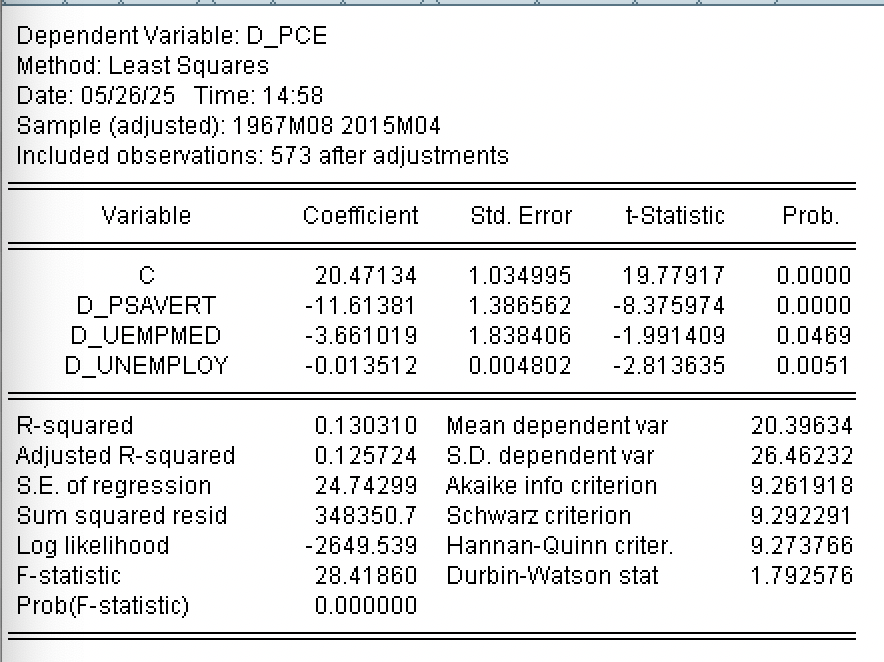 Dependent Variable: D_PCE
Method: Least Squares
Date: 05/26/25 Time: 14:58
Sample (adjusted): 1967M08 2015M04
Included observations: 573 after adjustments
Variable Coefficient Std. Error t-Statistic Prob.
C 20.47134 1.034995 19.77917 0.0000
D_PSAVERT -11.61381 1.386562 -8.375974 0.0000
D_UEMPMED -3.661019 1.838406 -1.991409 0.0469
D_UNEMPLOY -0.013512 0.004802 -2.813635 0.0051
R-squared 0.130310 Mean dependent var 20.39634
Adjusted R-squared 0.125724 S.D. dependent var 26.46232
S.E. of regression 24.74299 Akaike info criterion 9.261918
Sum squared resid 348350.7 Schwarz criterion 9.292291
Log likelihood -2649.539 Hannan-Quinn criter. 9.273766
F-statistic 28.41860 Durbin-Watson stat 1.792576
Prob(F-statistic) 0.000000